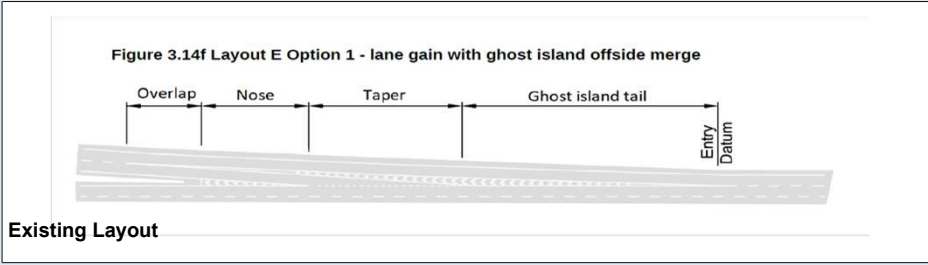 Figure 3.14f Layout E Option 1 - lane gain with ghost island offside merge
Overlap Nose Taper Ghost island tail
Entry
Datum
Existing Layout